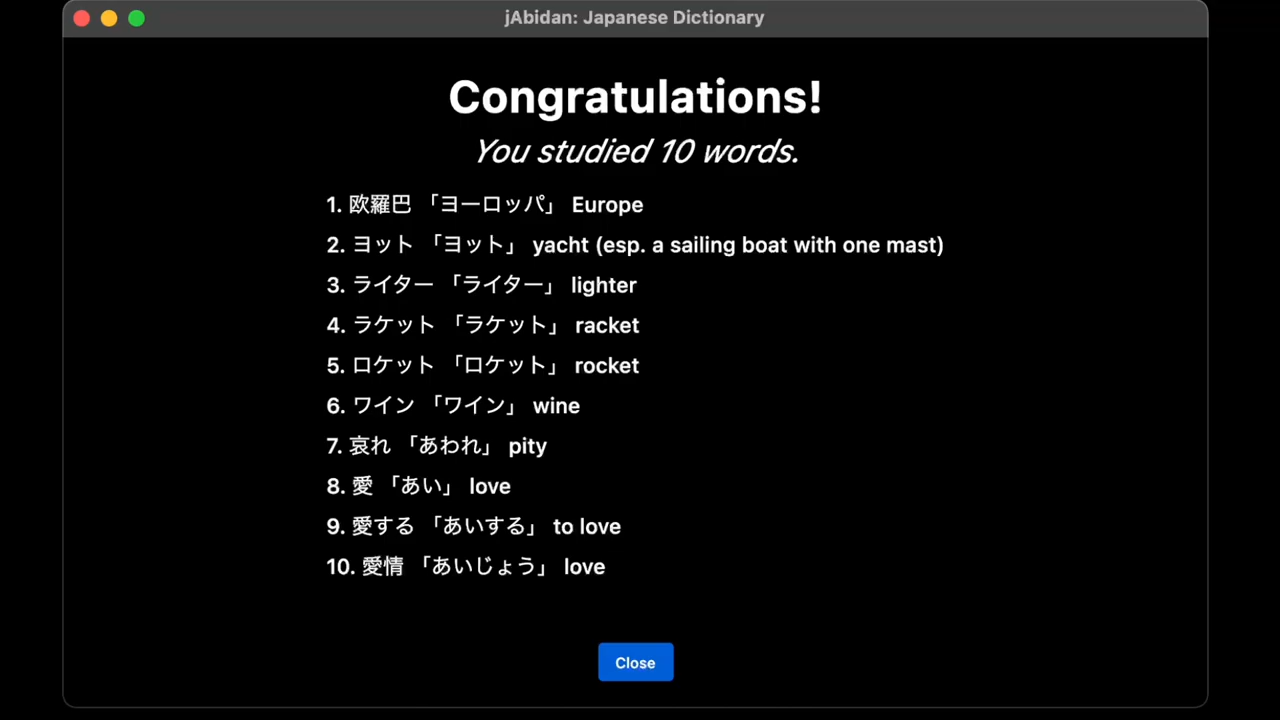 jAbidan: Japanese Dictionary
Congratulations!
You studied 10 words.
1. 欧羅巴 「ヨーロッパ」 Europe
2. ヨット 「ヨット」 yacht (esp. a sailing boat with one mast)
3. ライター 「ライター」 lighter
4. ラケット 「ラケット」 racket
5. ロケット 「ロケット」 rocket
6. ワイン 「ワイン」 wine
7. 哀れ 「あわれ」 pity
8. 愛 「あい」 love
9. 愛する 「あいする」 to love
10. 愛情 「あいじょう」 love
Close